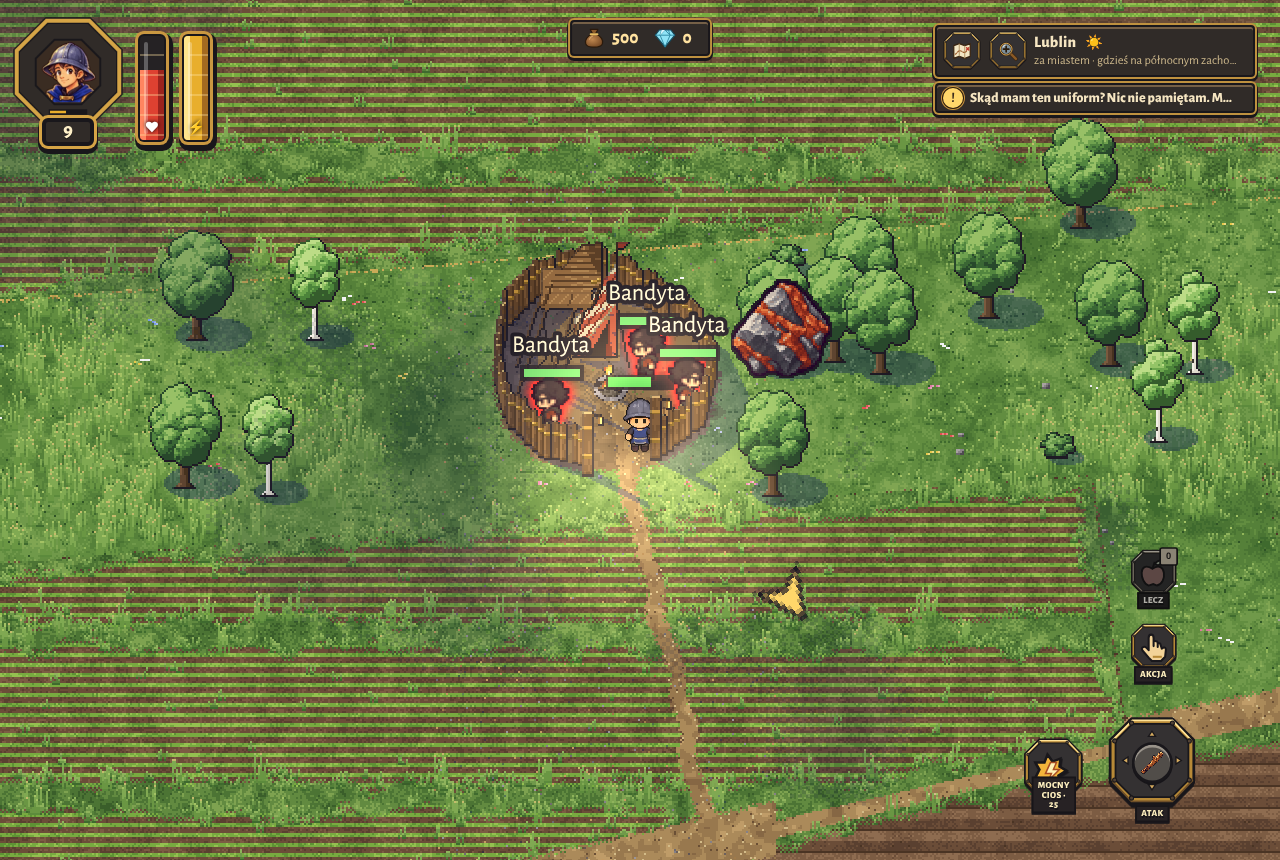 500
0
Lublin
za miastem · gdzieś na północnym zacho...
Skąd mam ten uniform? Nic nie pamiętam. M...
9
Bandyta
Bandyta
Bandyta
0
LECZ
AKCJA
MOCNY
CIOS ·
25
ATAK